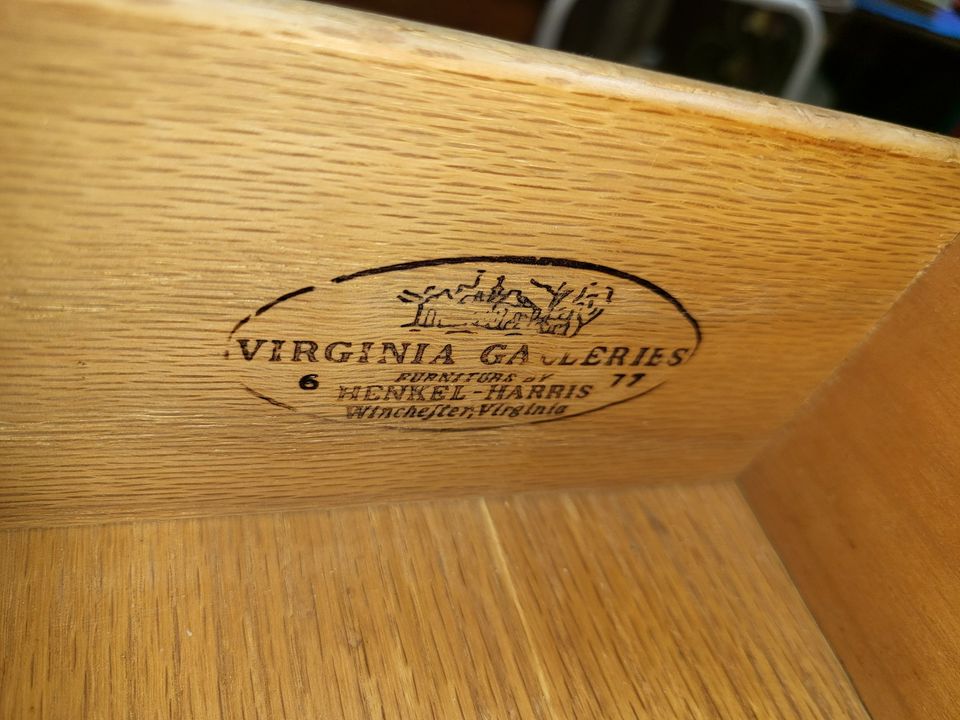 VIRGINIA GALLERIES
6 FURNITURE BY 77
HENKEL-HARRIS
Wincheſter, Virginia